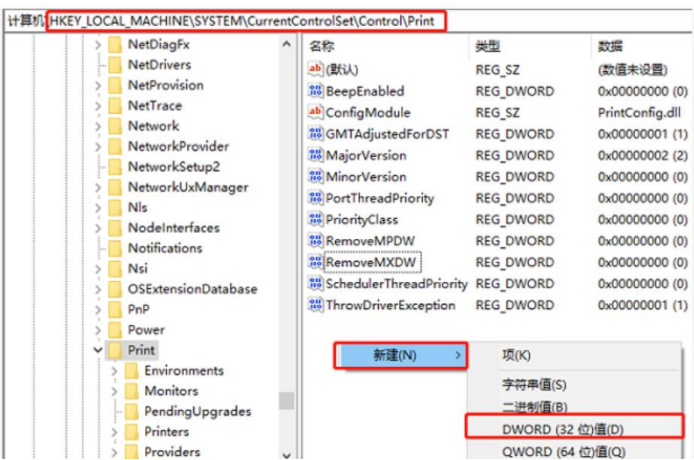 计算机\HKEY_LOCAL_MACHINE\SYSTEM\CurrentControlSet\Control\Print
NetDiagFx
NetDrivers
NetProvision
NetTrace
Network
NetworkProvider
NetworkSetup2
NetworkUxManager
Nls
NodeInterfaces
Notifications
Nsi
OSExtensionDatabase
PnP
Power
Print
Environments
Monitors
PendingUpgrades
Printers
Providers
名称 类型 数据
ab (默认) REG_SZ (数值未设置)
BeepEnabled REG_DWORD 0x00000000 (0)
ab ConfigModule REG_SZ PrintConfig.dll
GMTAdjustedForDST REG_DWORD 0x00000001 (1)
MajorVersion REG_DWORD 0x00000002 (2)
MinorVersion REG_DWORD 0x00000000 (0)
PortThreadPriority REG_DWORD 0x00000000 (0)
PriorityClass REG_DWORD 0x00000000 (0)
RemoveMPDW REG_DWORD 0x00000000 (0)
RemoveMXDW REG_DWORD 0x00000000 (0)
SchedulerThreadPriority REG_DWORD 0x00000000 (0)
ThrowDriverException REG_DWORD 0x00000001 (1)
新建(N)
项(K)
字符串值(S)
二进制值(B)
DWORD (32 位)值(D)
QWORD (64 位)值(Q)